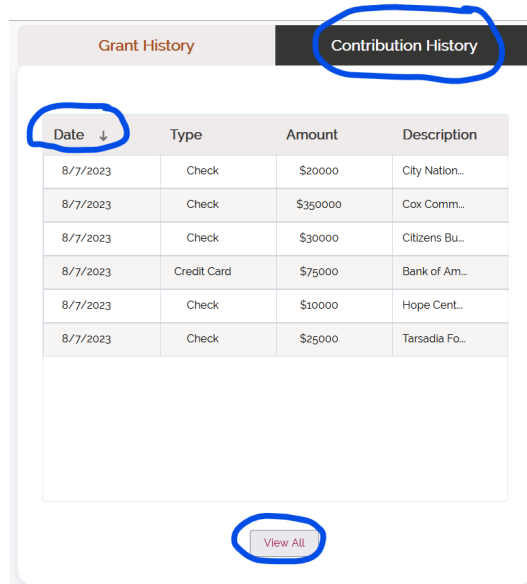 Grant History Contribution History
Date ↓ Type Amount Description
8/7/2023 Check $20000 City Nation...
8/7/2023 Check $350000 Cox Comm...
8/7/2023 Check $30000 Citizens Bu...
8/7/2023 Credit Card $75000 Bank of Am...
8/7/2023 Check $10000 Hope Cent...
8/7/2023 Check $25000 Tarsadia Fo...
View All